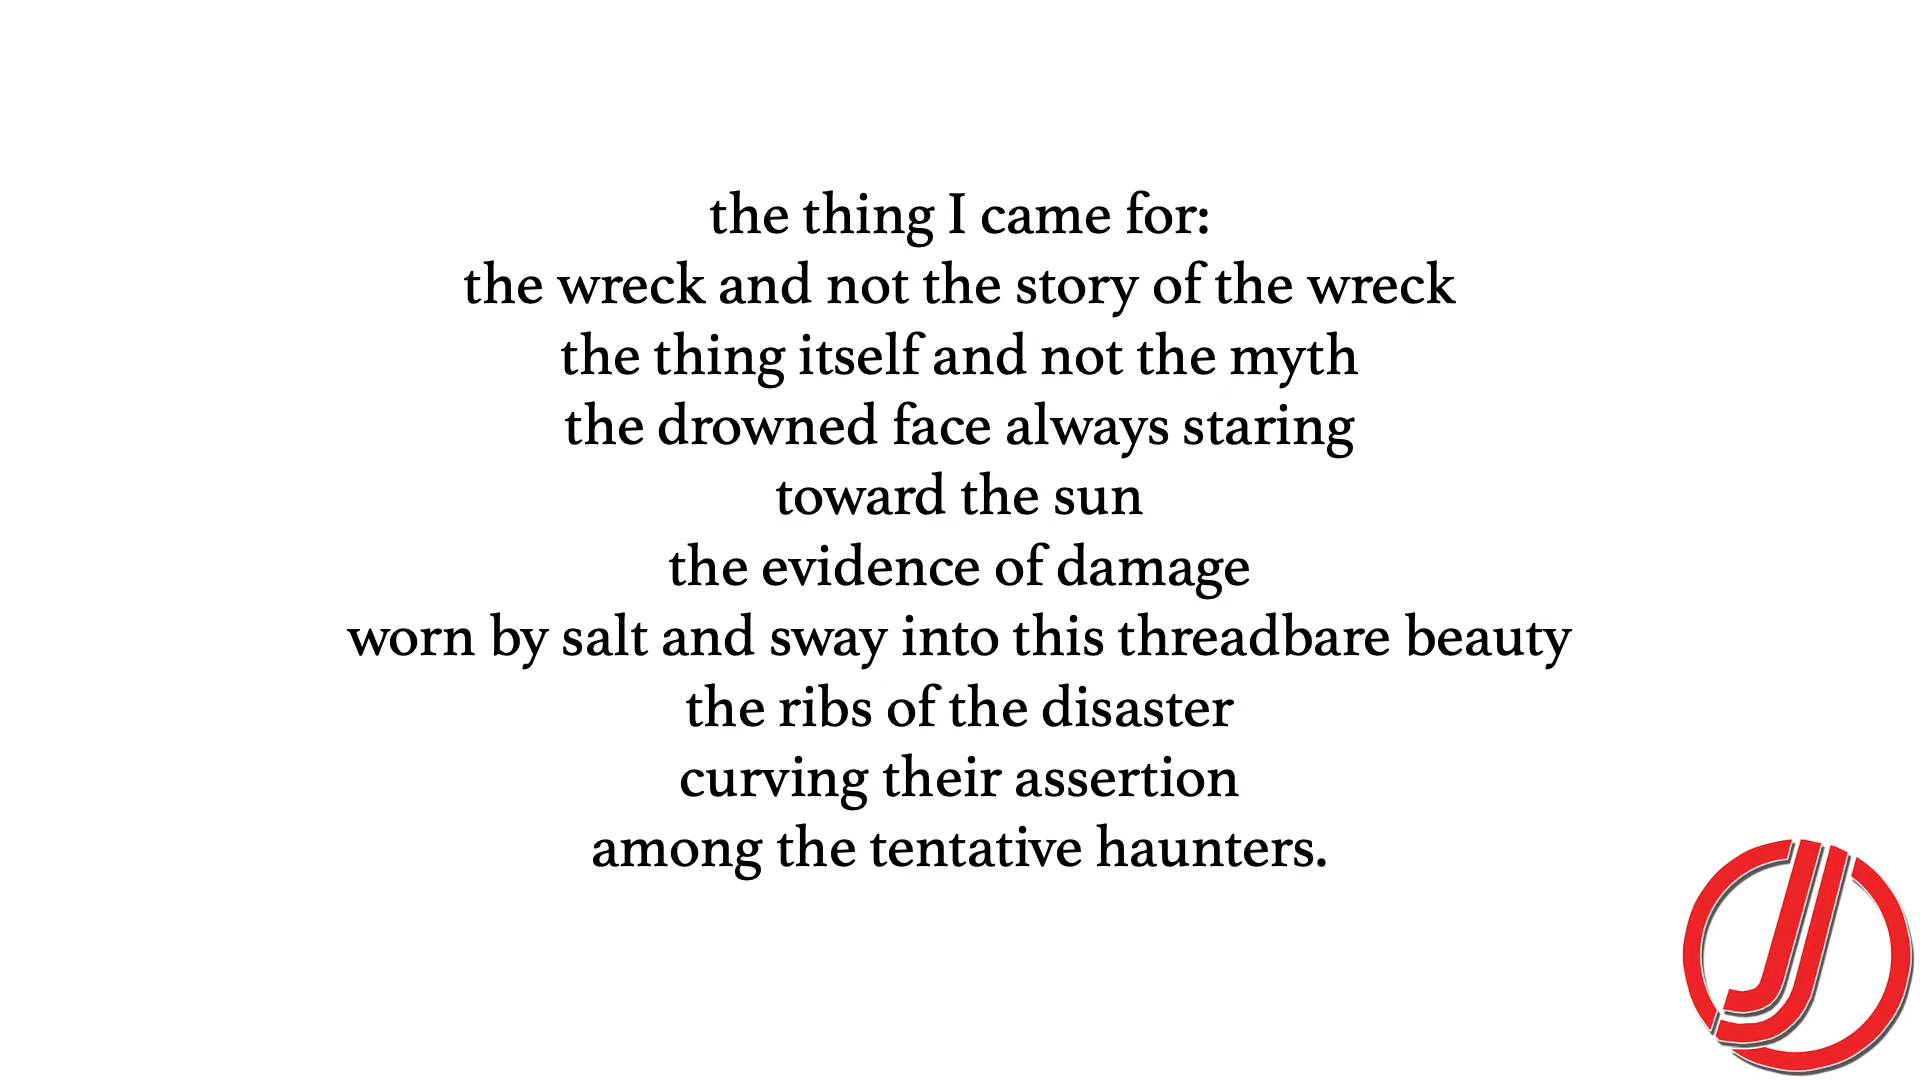 the thing I came for:
the wreck and not the story of the wreck
the thing itself and not the myth
the drowned face always staring
toward the sun
the evidence of damage
worn by salt and sway into this threadbare beauty
the ribs of the disaster
curving their assertion
among the tentative haunters.